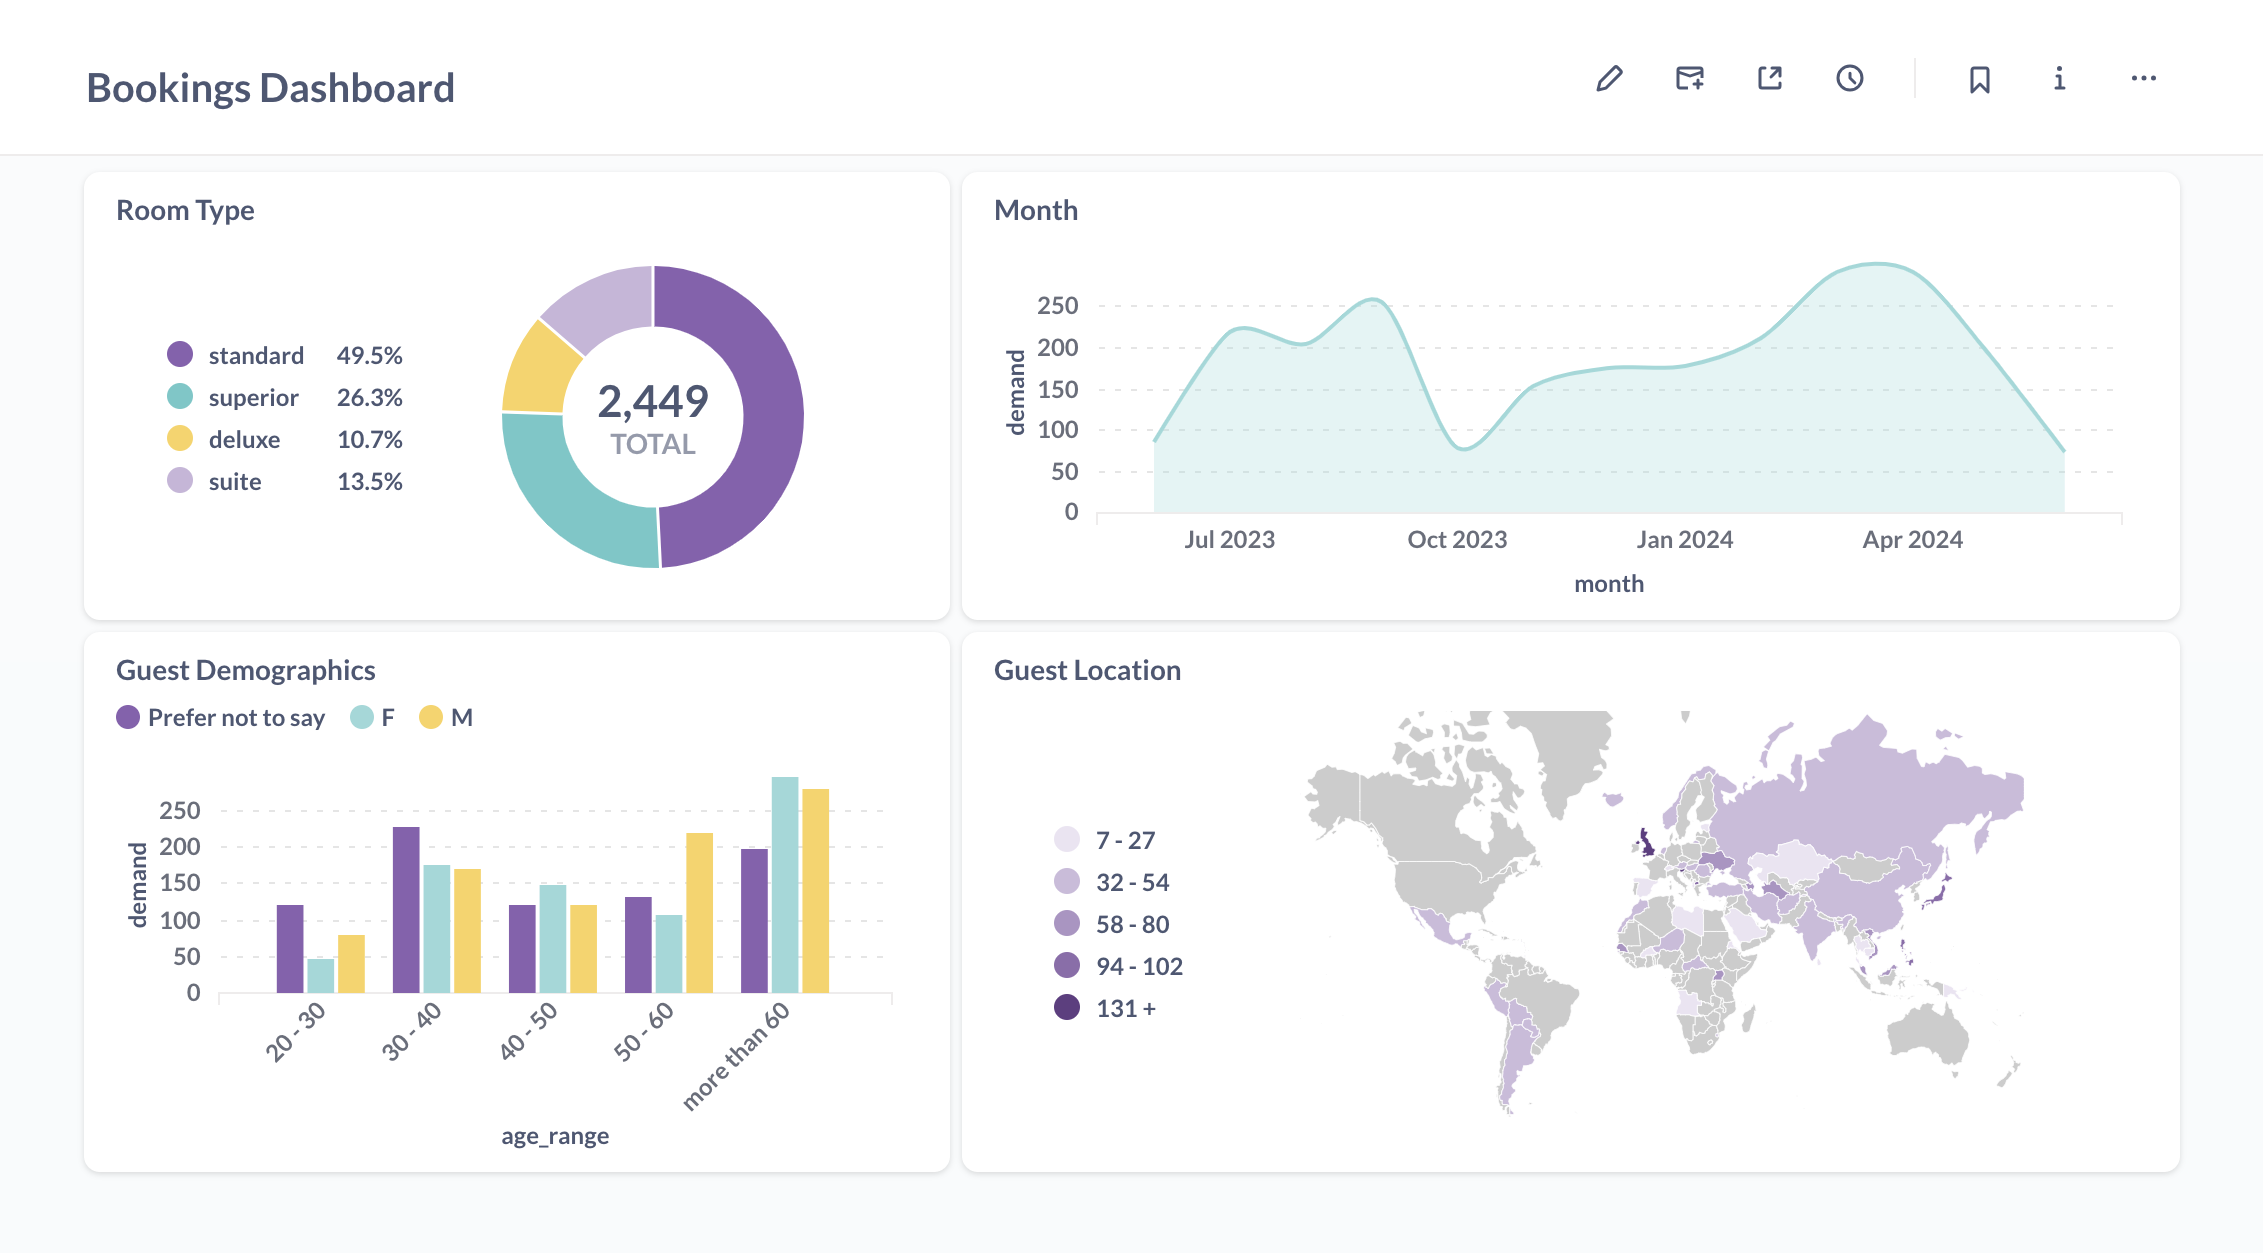 Bookings Dashboard
Room Type
standard 49.5%
superior 26.3%
deluxe 10.7%
suite 13.5%
2,449
TOTAL
Month
demand
250
200
150
100
50
0
Jul 2023 Oct 2023 Jan 2024 Apr 2024
month
Guest Demographics
Prefer not to say F M
demand
250
200
150
100
50
0
20 - 30 30 - 40 40 - 50 50 - 60 more than 60
age_range
Guest Location
7 - 27
32 - 54
58 - 80
94 - 102
131 +